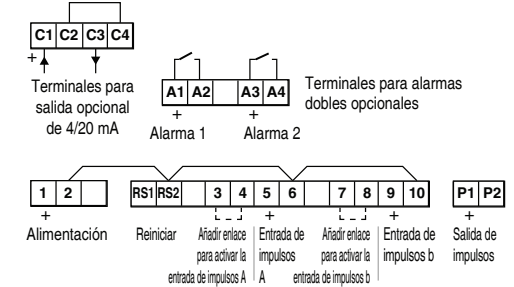 C1 C2 C3 C4
+
Terminales para
salida opcional
de 4/20 mA
A1 A2 A3 A4
+ +
Alarma 1 Alarma 2
Terminales para alarmas
dobles opcionales
1 2 RS1 RS2 3 4 5 6 7 8 9 10 P1 P2
+ + + +
Alimentación
Reiniciar
Añadir enlace
para activar la
entrada de impulsos A
Entrada de
impulsos
A
Añadir enlace
para activar la
entrada de impulsos b
Entrada de
impulsos b
Salida de
impulsos